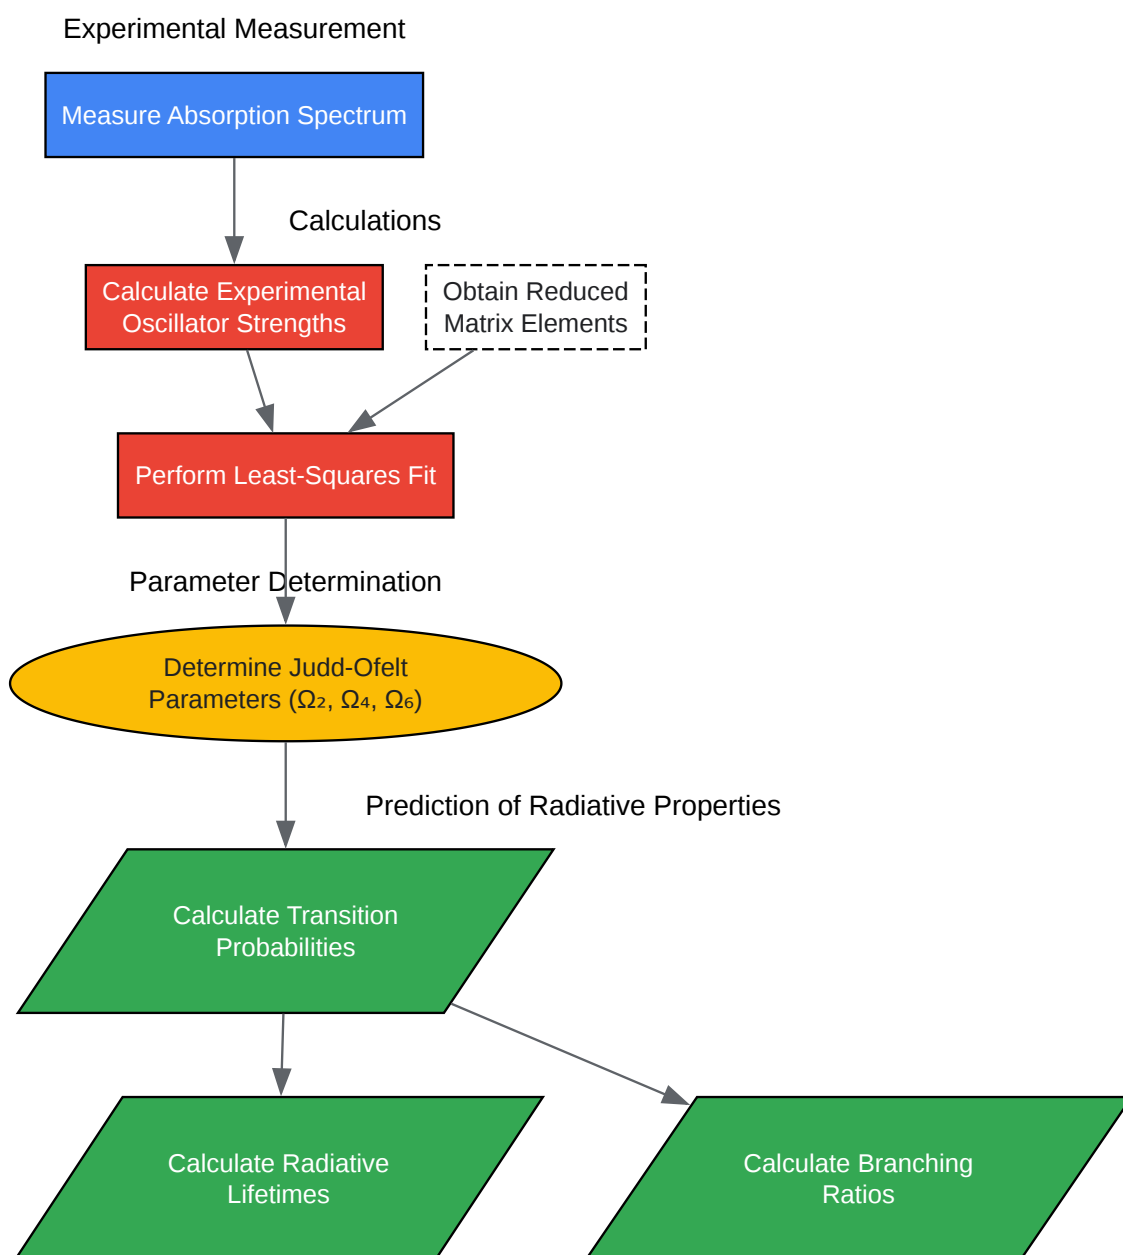 Experimental Measurement
Measure Absorption Spectrum
Calculations
Calculate Experimental
Oscillator Strengths
Obtain Reduced
Matrix Elements
Perform Least-Squares Fit
Parameter Determination
Determine Judd-Ofelt
Parameters (Ω₂, Ω₄, Ω₆)
Prediction of Radiative Properties
Calculate Transition
Probabilities
Calculate Radiative
Lifetimes
Calculate Branching
Ratios